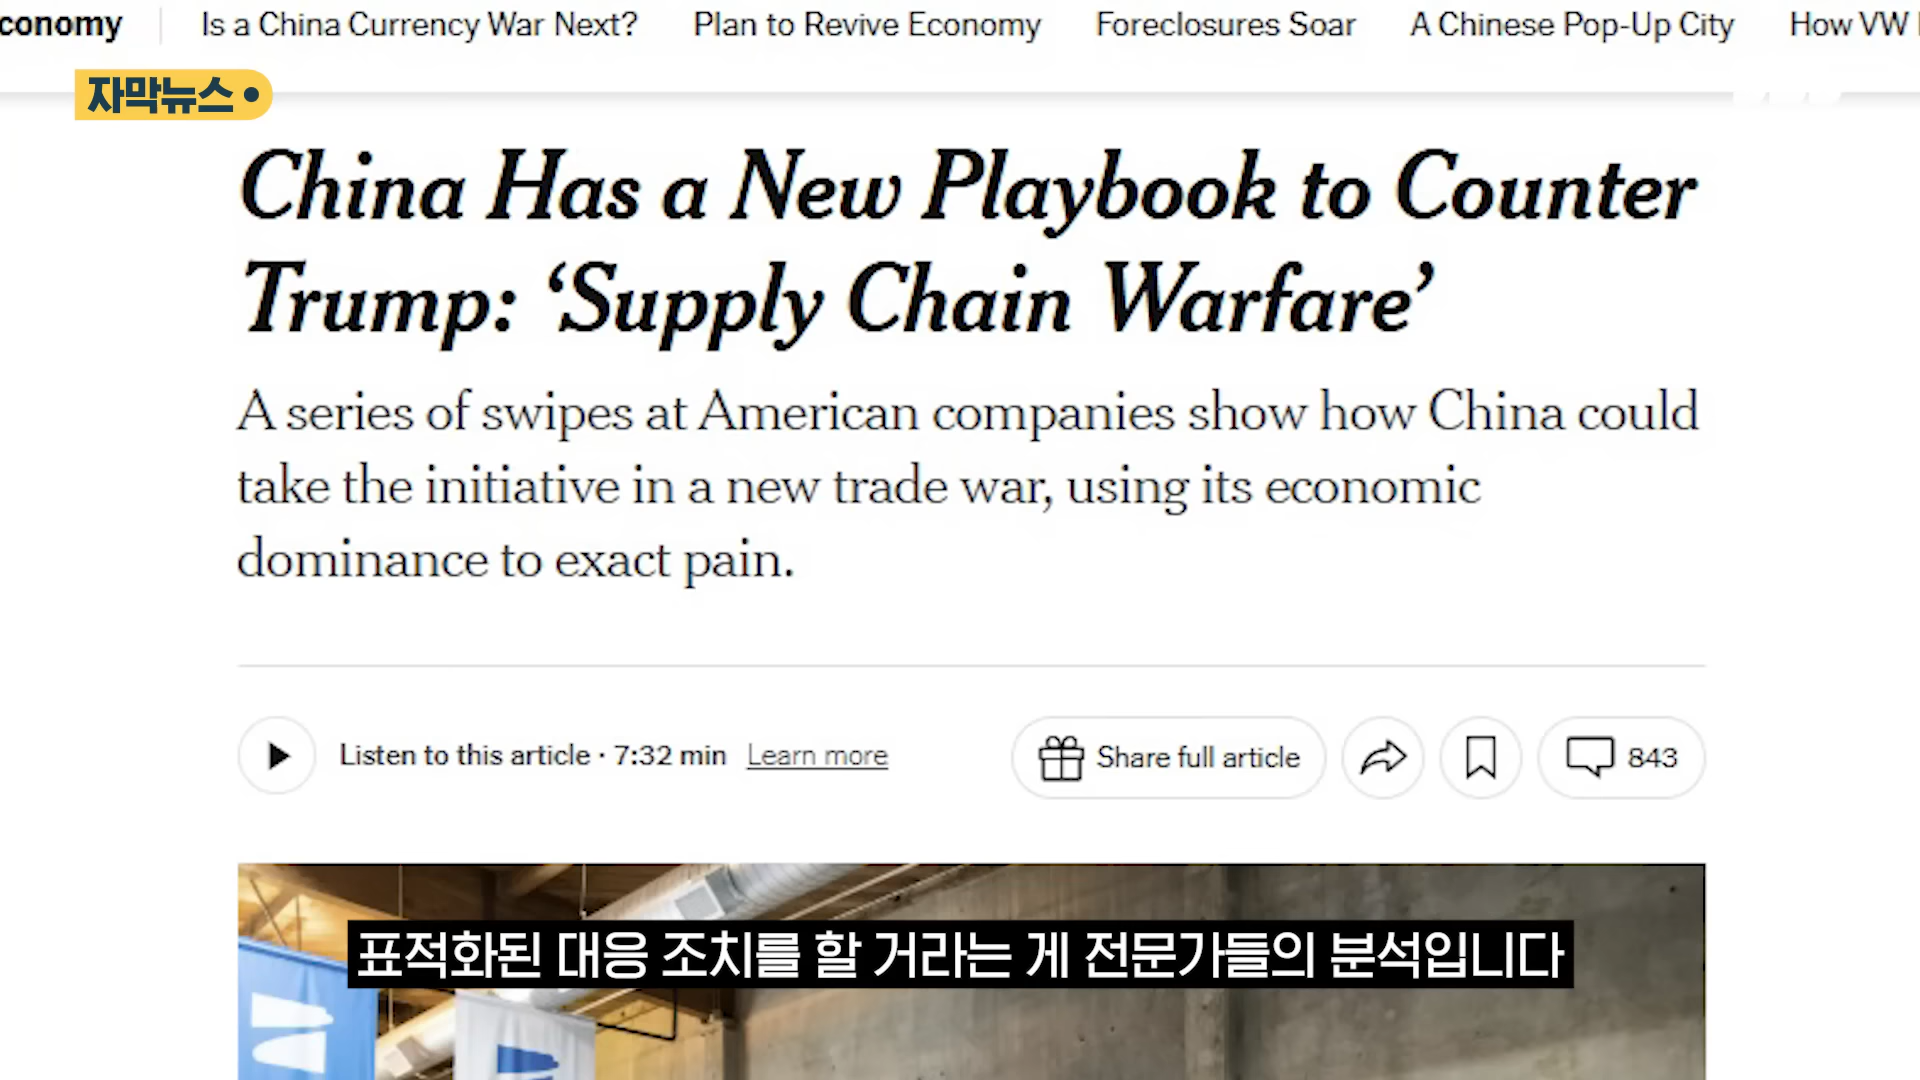 conomy
Is a China Currency War Next?
Plan to Revive Economy
Foreclosures Soar
A Chinese Pop-Up City
How VW
자막뉴스
China Has a New Playbook to Counter
Trump: ‘Supply Chain Warfare’
A series of swipes at American companies show how China could
take the initiative in a new trade war, using its economic
dominance to exact pain.
Listen to this article · 7:32 min Learn more
Share full article
843
표적화된 대응 조치를 할 거라는 게 전문가들의 분석입니다